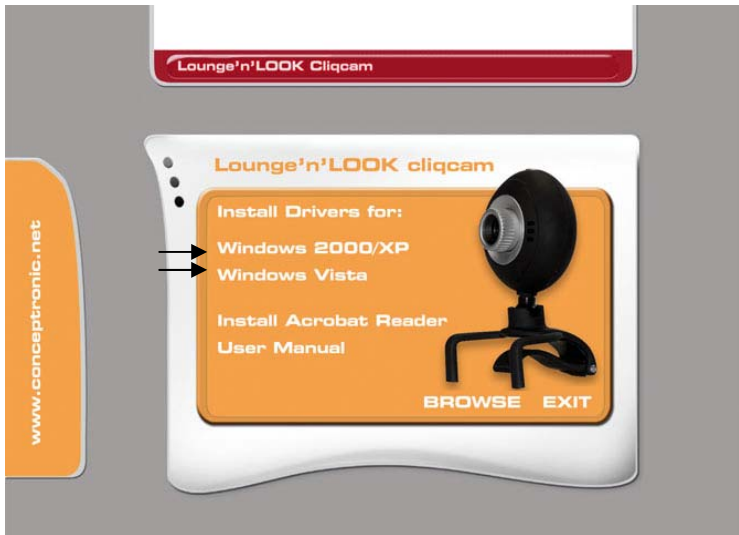 Lounge'n'LOOK Cliqcam
Lounge'n'LOOK cliqcam
Install Drivers for:
Windows 2000/XP
Windows Vista
Install Acrobat Reader
User Manual
BROWSE EXIT
www.conceptronic.net